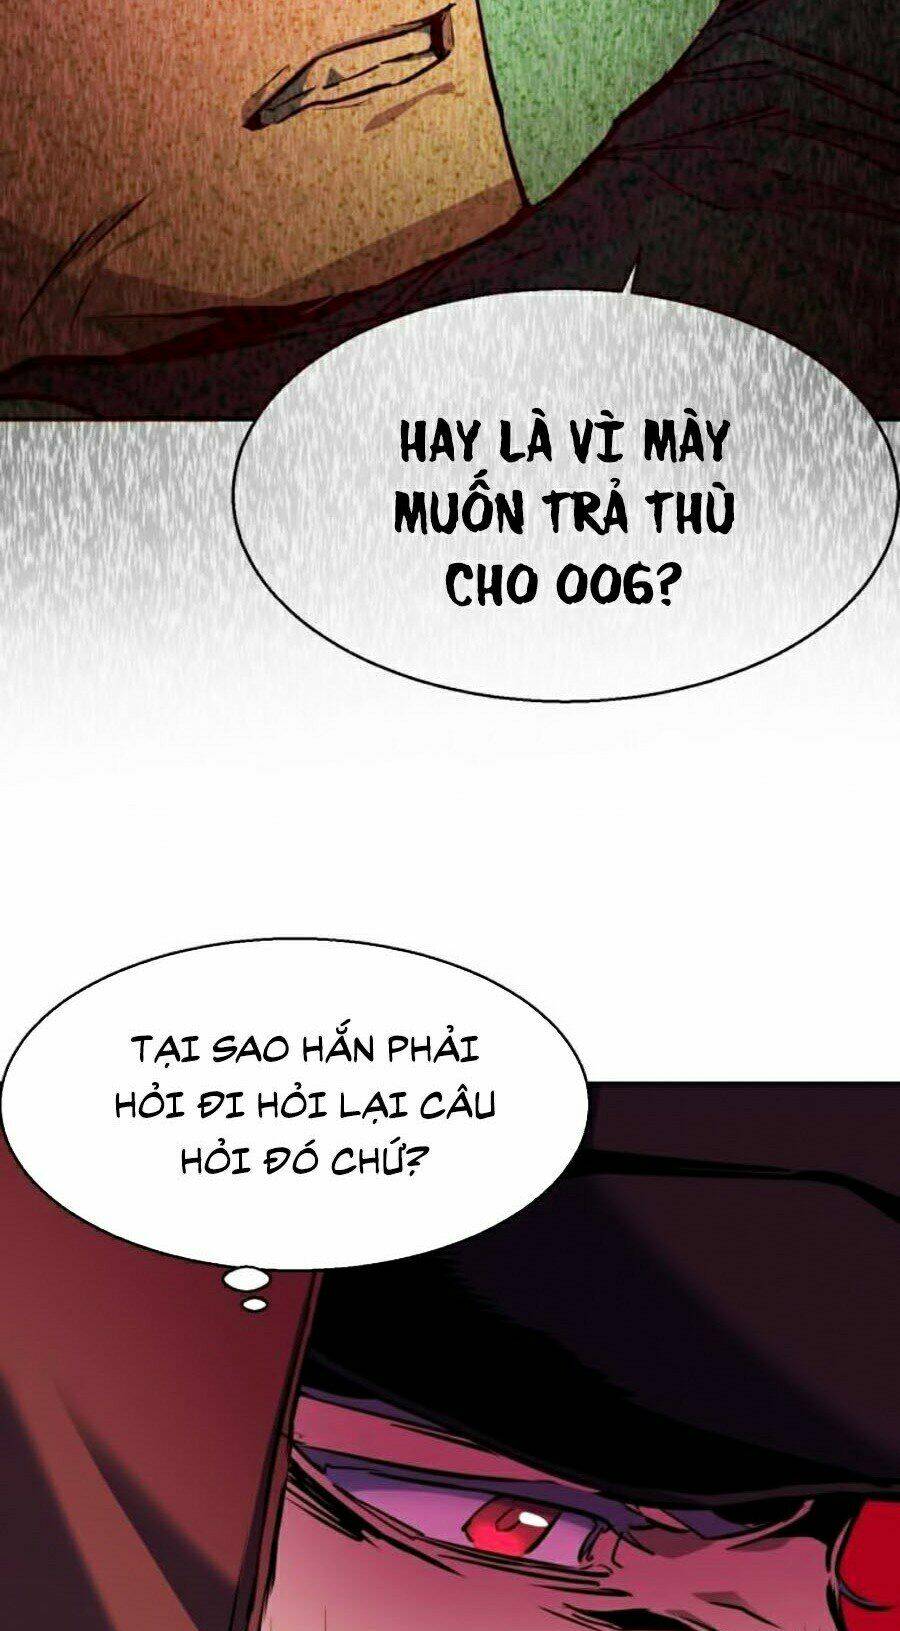 HAY LÀ VÌ MÀY
MUỐN TRẢ THÙ
CHO 006?
TẠI SAO HẮN PHẢI
HỎI ĐI HỎI LẠI CÂU
HỎI ĐÓ CHỨ?